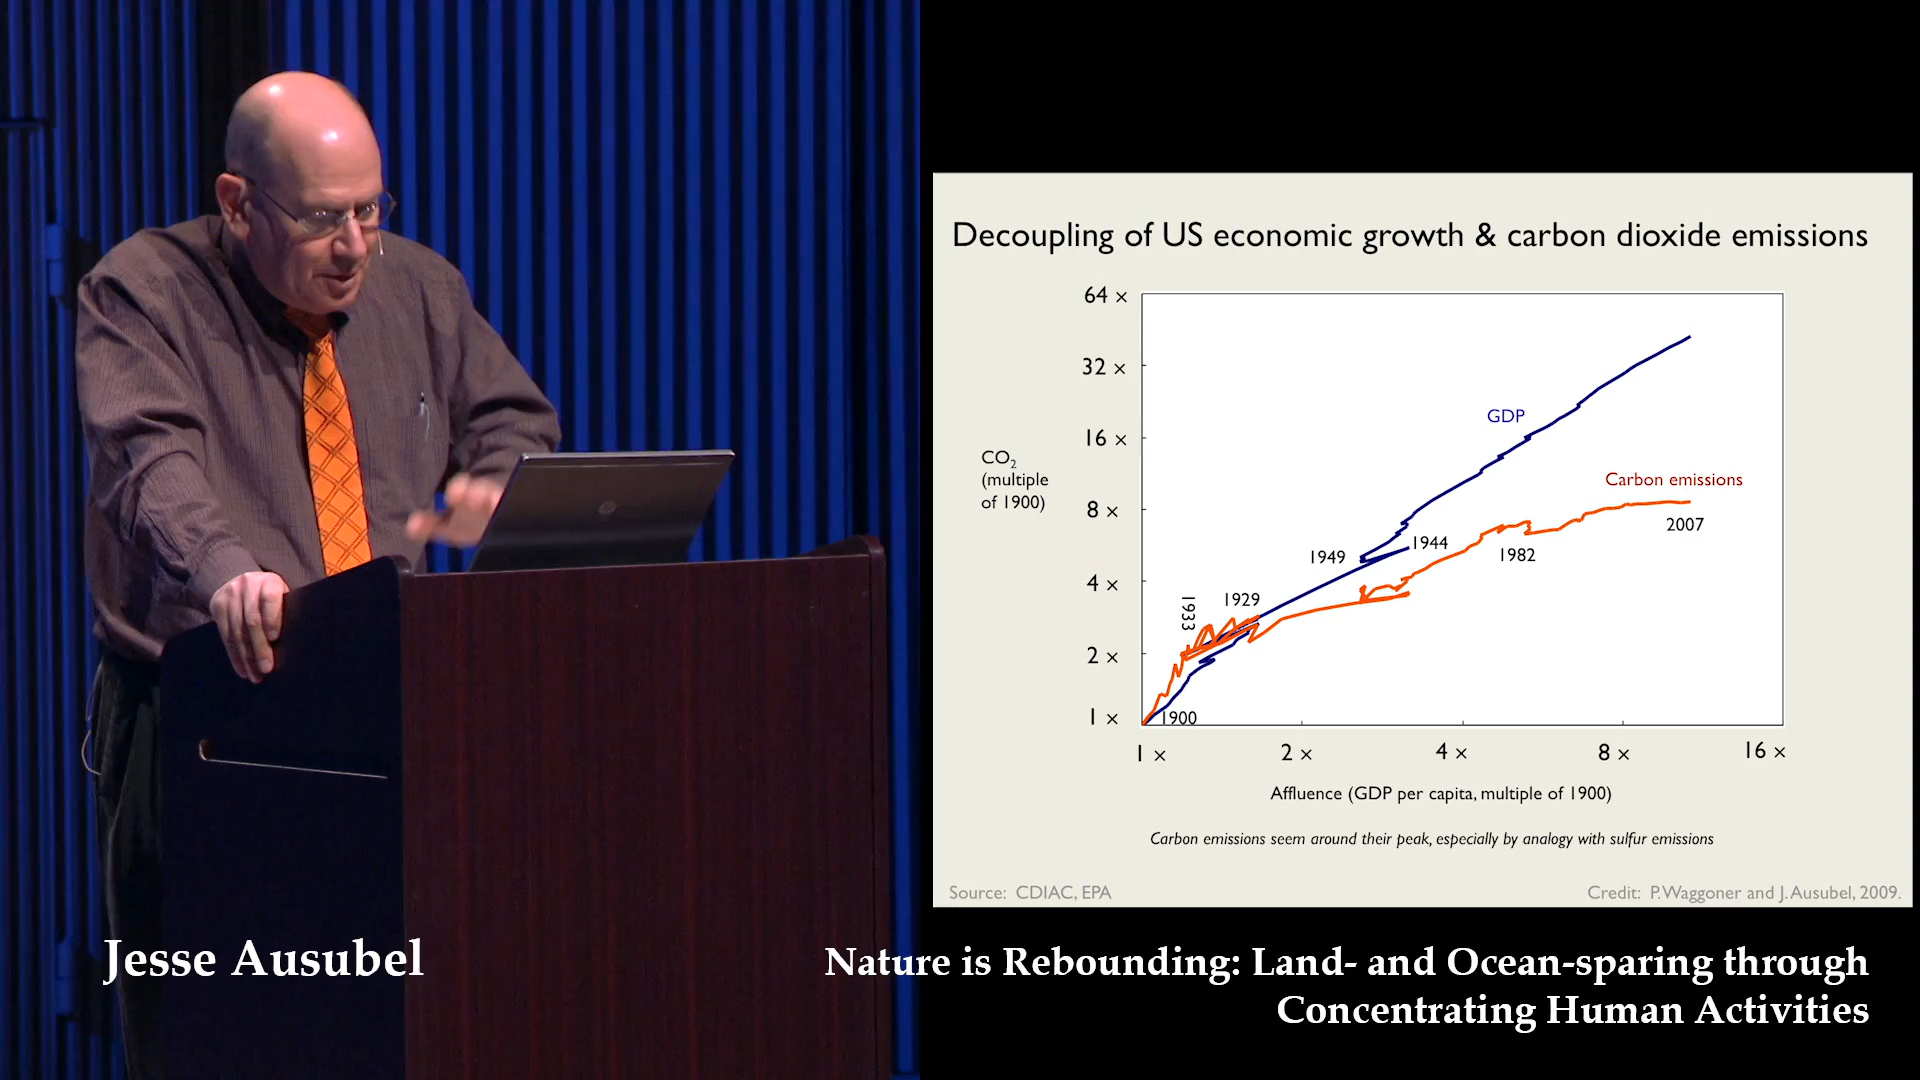 Decoupling of US economic growth & carbon dioxide emissions
64 ×
32 ×
16 ×
8 ×
4 ×
2 ×
1 ×
CO₂
(multiple
of 1900)
GDP
Carbon emissions
2007
1982
1944
1949
1929
1933
1900
1 ×
2 ×
4 ×
8 ×
16 ×
Affluence (GDP per capita, multiple of 1900)
Carbon emissions seem around their peak, especially by analogy with sulfur emissions
Source: CDIAC, EPA
Credit: P. Waggoner and J. Ausubel, 2009.
Jesse Ausubel
Nature is Rebounding: Land- and Ocean-sparing through
Concentrating Human Activities